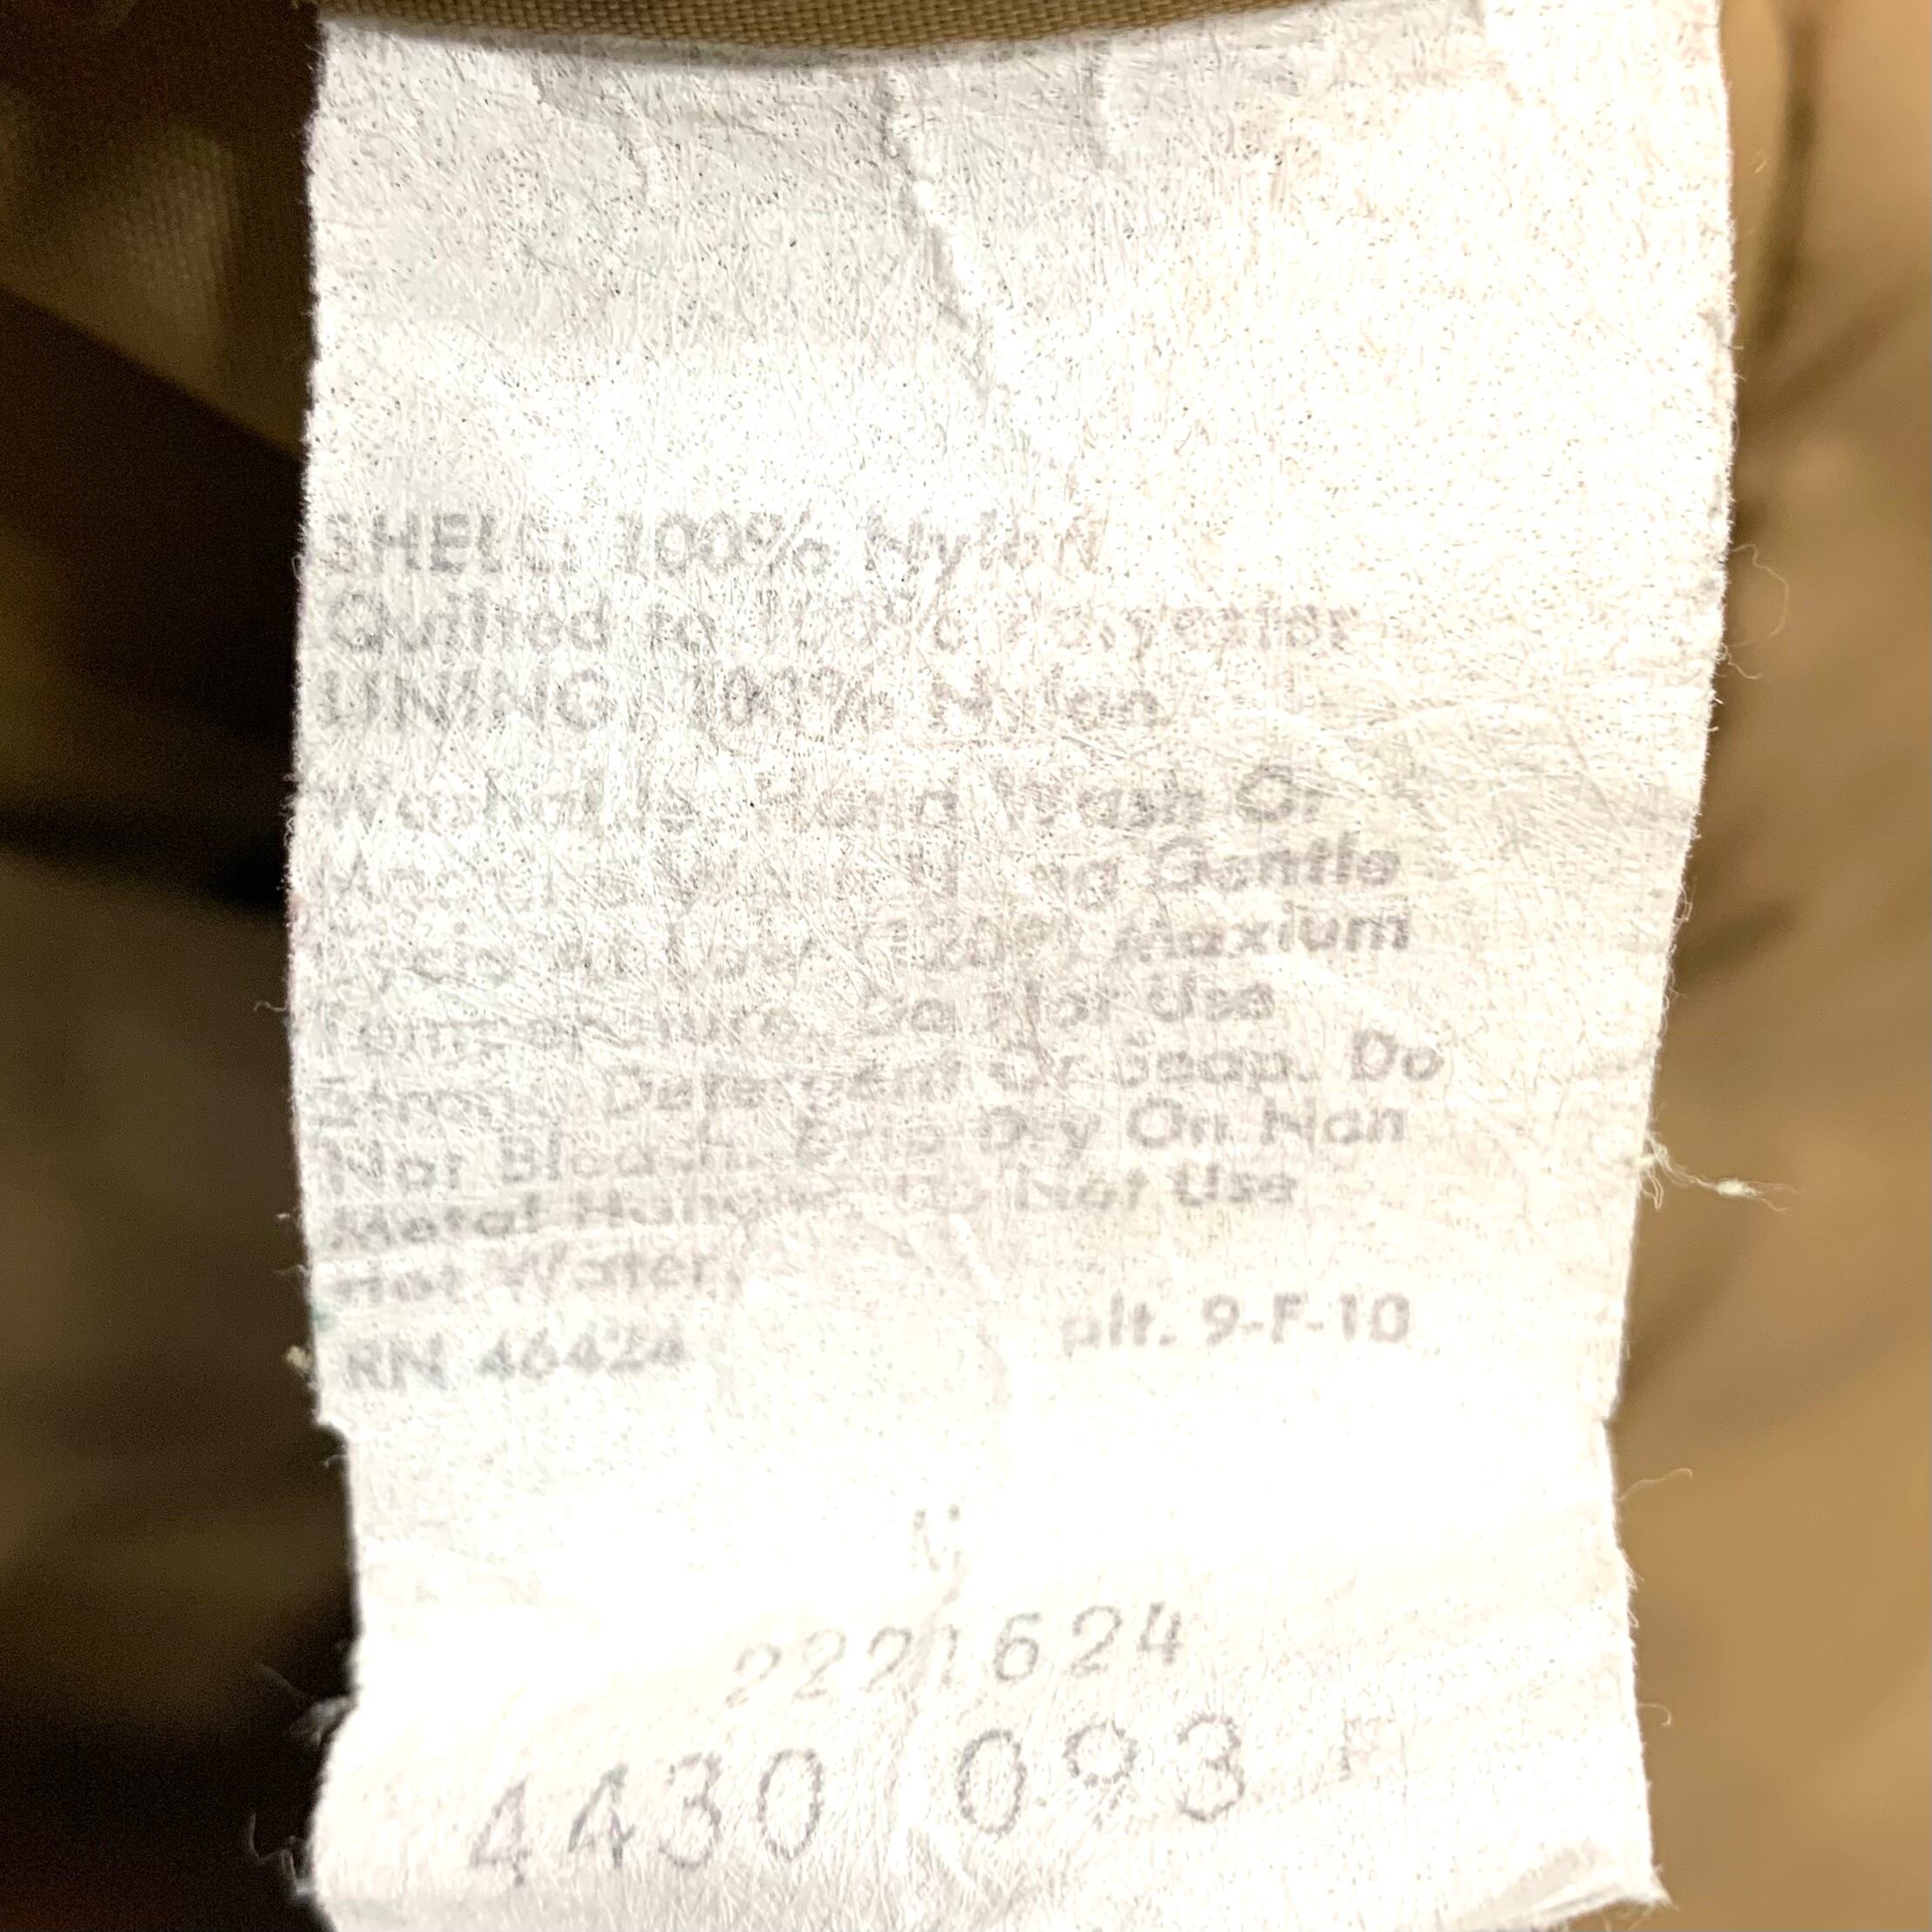 SHELL: 100% Nylon
Quilted to 100% Polyester
LINING: 100% Nylon
Washable, Hand Wash Or
Gentle
Cycle Maxium
Temperature. Do Not Use
Detergent Or Soap. Do
Not Bleach. Drip Dry On Non
Metal Do Not Use
Hot Water.
RN 46424 plt. 9-F-10
2221624
4430 093 F